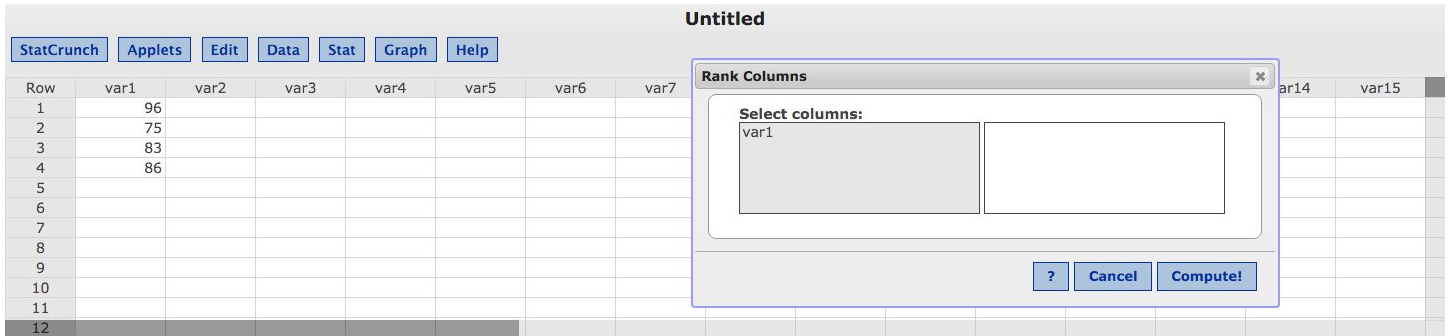 Untitled
StatCrunch Applets Edit Data Stat Graph Help
Rank Columns
Row var1 var2 var3 var4 var5 var6 var7 ar14 var15
Select columns:
var1
1 96
2 75
3 83
4 86
5
6
7
8
9
10
? Cancel Compute!
11
12